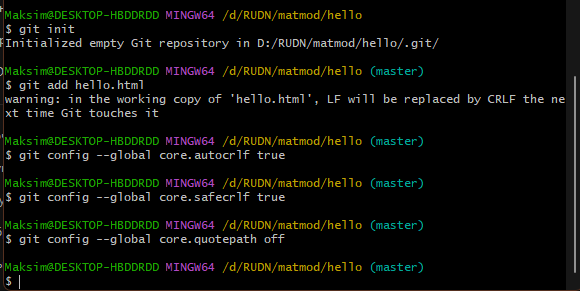 Maksim@DESKTOP-HBDDRDD MINGW64 /d/RUDN/matmod/hello
$ git init
Initialized empty Git repository in D:/RUDN/matmod/hello/.git/
Maksim@DESKTOP-HBDDRDD MINGW64 /d/RUDN/matmod/hello (master)
$ git add hello.html
warning: in the working copy of 'hello.html', LF will be replaced by CRLF the ne
xt time Git touches it
Maksim@DESKTOP-HBDDRDD MINGW64 /d/RUDN/matmod/hello (master)
$ git config --global core.autocrlf true
Maksim@DESKTOP-HBDDRDD MINGW64 /d/RUDN/matmod/hello (master)
$ git config --global core.safecrlf true
Maksim@DESKTOP-HBDDRDD MINGW64 /d/RUDN/matmod/hello (master)
$ git config --global core.quotepath off
Maksim@DESKTOP-HBDDRDD MINGW64 /d/RUDN/matmod/hello (master)
$